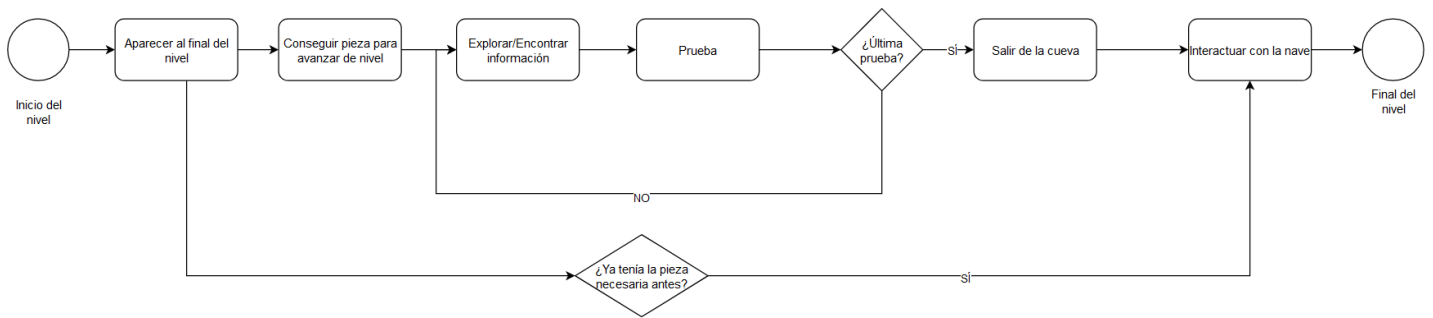 Inicio del
nivel
Aparecer al final del
nivel
Conseguir pieza para
avanzar de nivel
Explorar/Encontrar
información
Prueba
¿Última
prueba?
SÍ
Salir de la cueva
Interactuar con la nave
Final del
nivel
NO
¿Ya tenía la pieza
necesaria antes?
SÍ